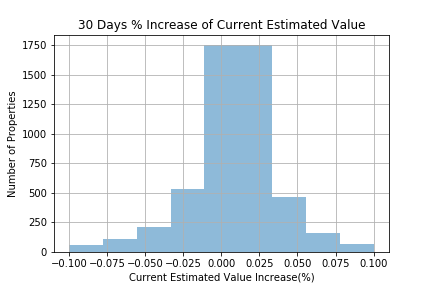 30 Days % Increase of Current Estimated Value
Number of Properties
1750
1500
1250
1000
750
500
250
0
−0.100 −0.075 −0.050 −0.025 0.000 0.025 0.050 0.075 0.100
Current Estimated Value Increase(%)